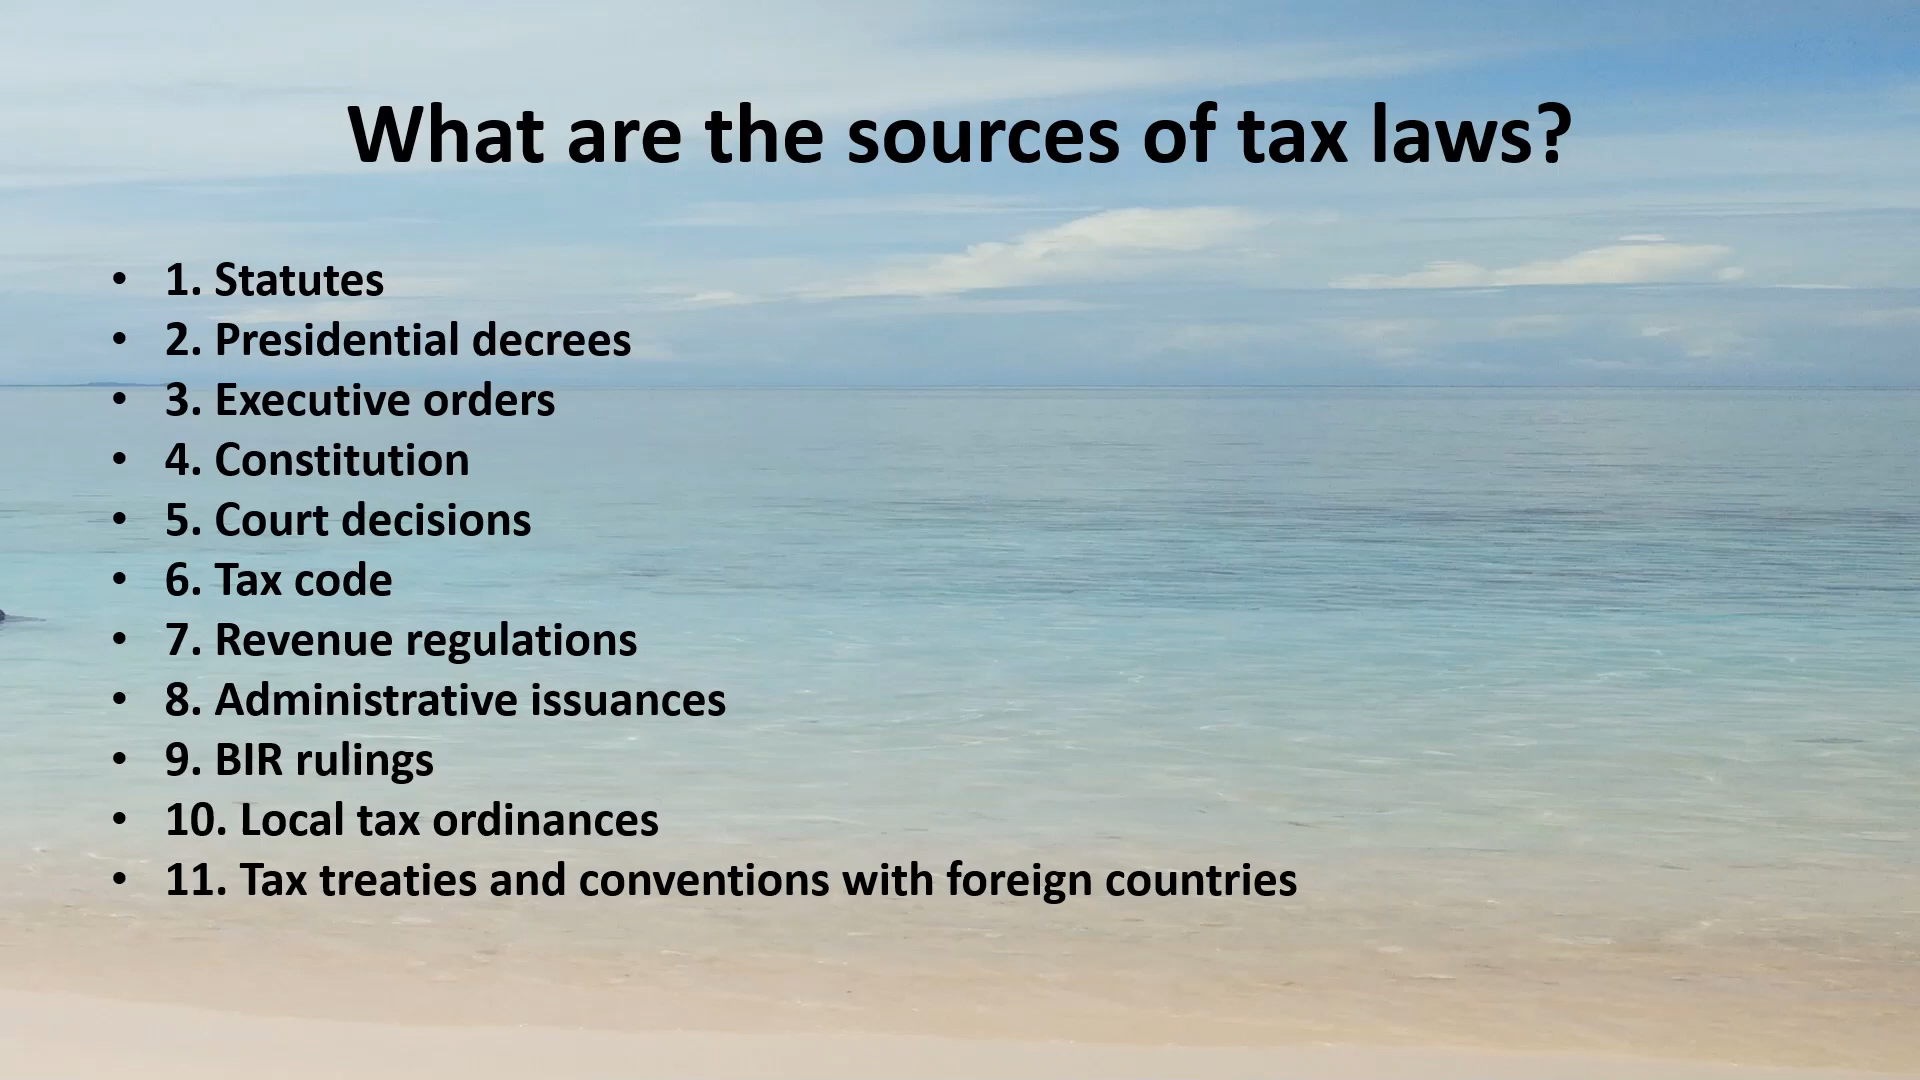 What are the sources of tax laws?
• 1. Statutes
• 2. Presidential decrees
• 3. Executive orders
• 4. Constitution
• 5. Court decisions
• 6. Tax code
• 7. Revenue regulations
• 8. Administrative issuances
• 9. BIR rulings
• 10. Local tax ordinances
• 11. Tax treaties and conventions with foreign countries